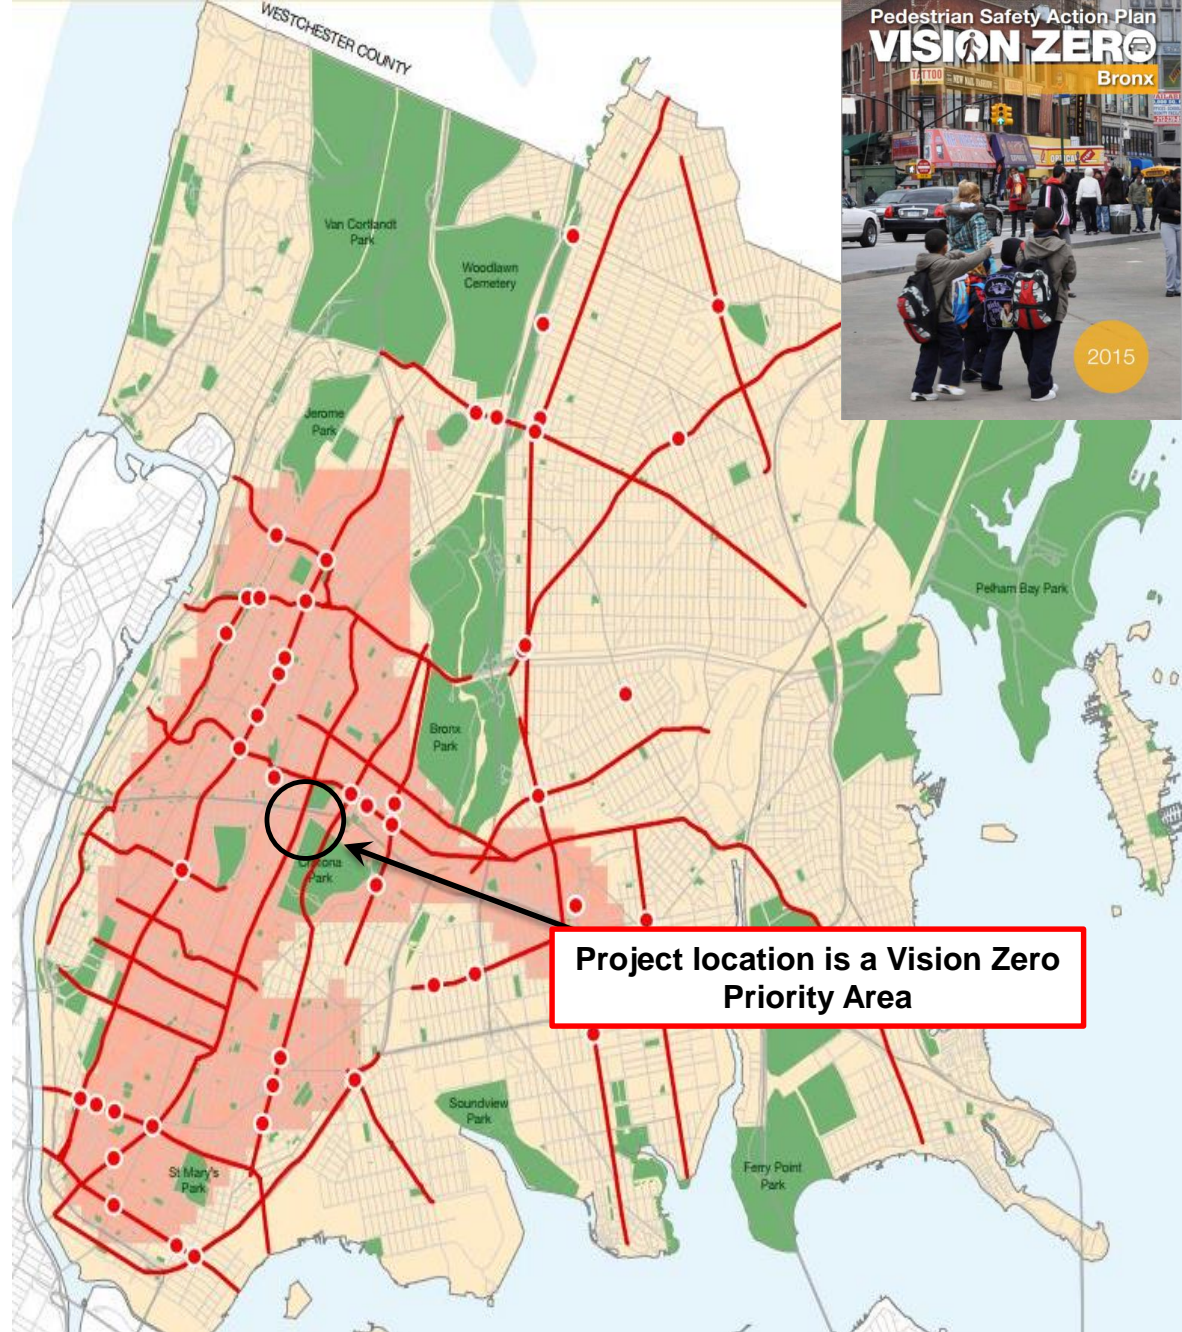 WESTCHESTER COUNTY
Pedestrian Safety Action Plan
VISION ZERO
Bronx
TATTOO
2015
Van Cortlandt
Park
Woodlawn
Cemetery
Jerome
Park
Pelham Bay Park
Bronx
Park
Crotona
Park
Project location is a Vision Zero
Priority Area
Soundview
Park
St Mary's
Park
Ferry Point
Park